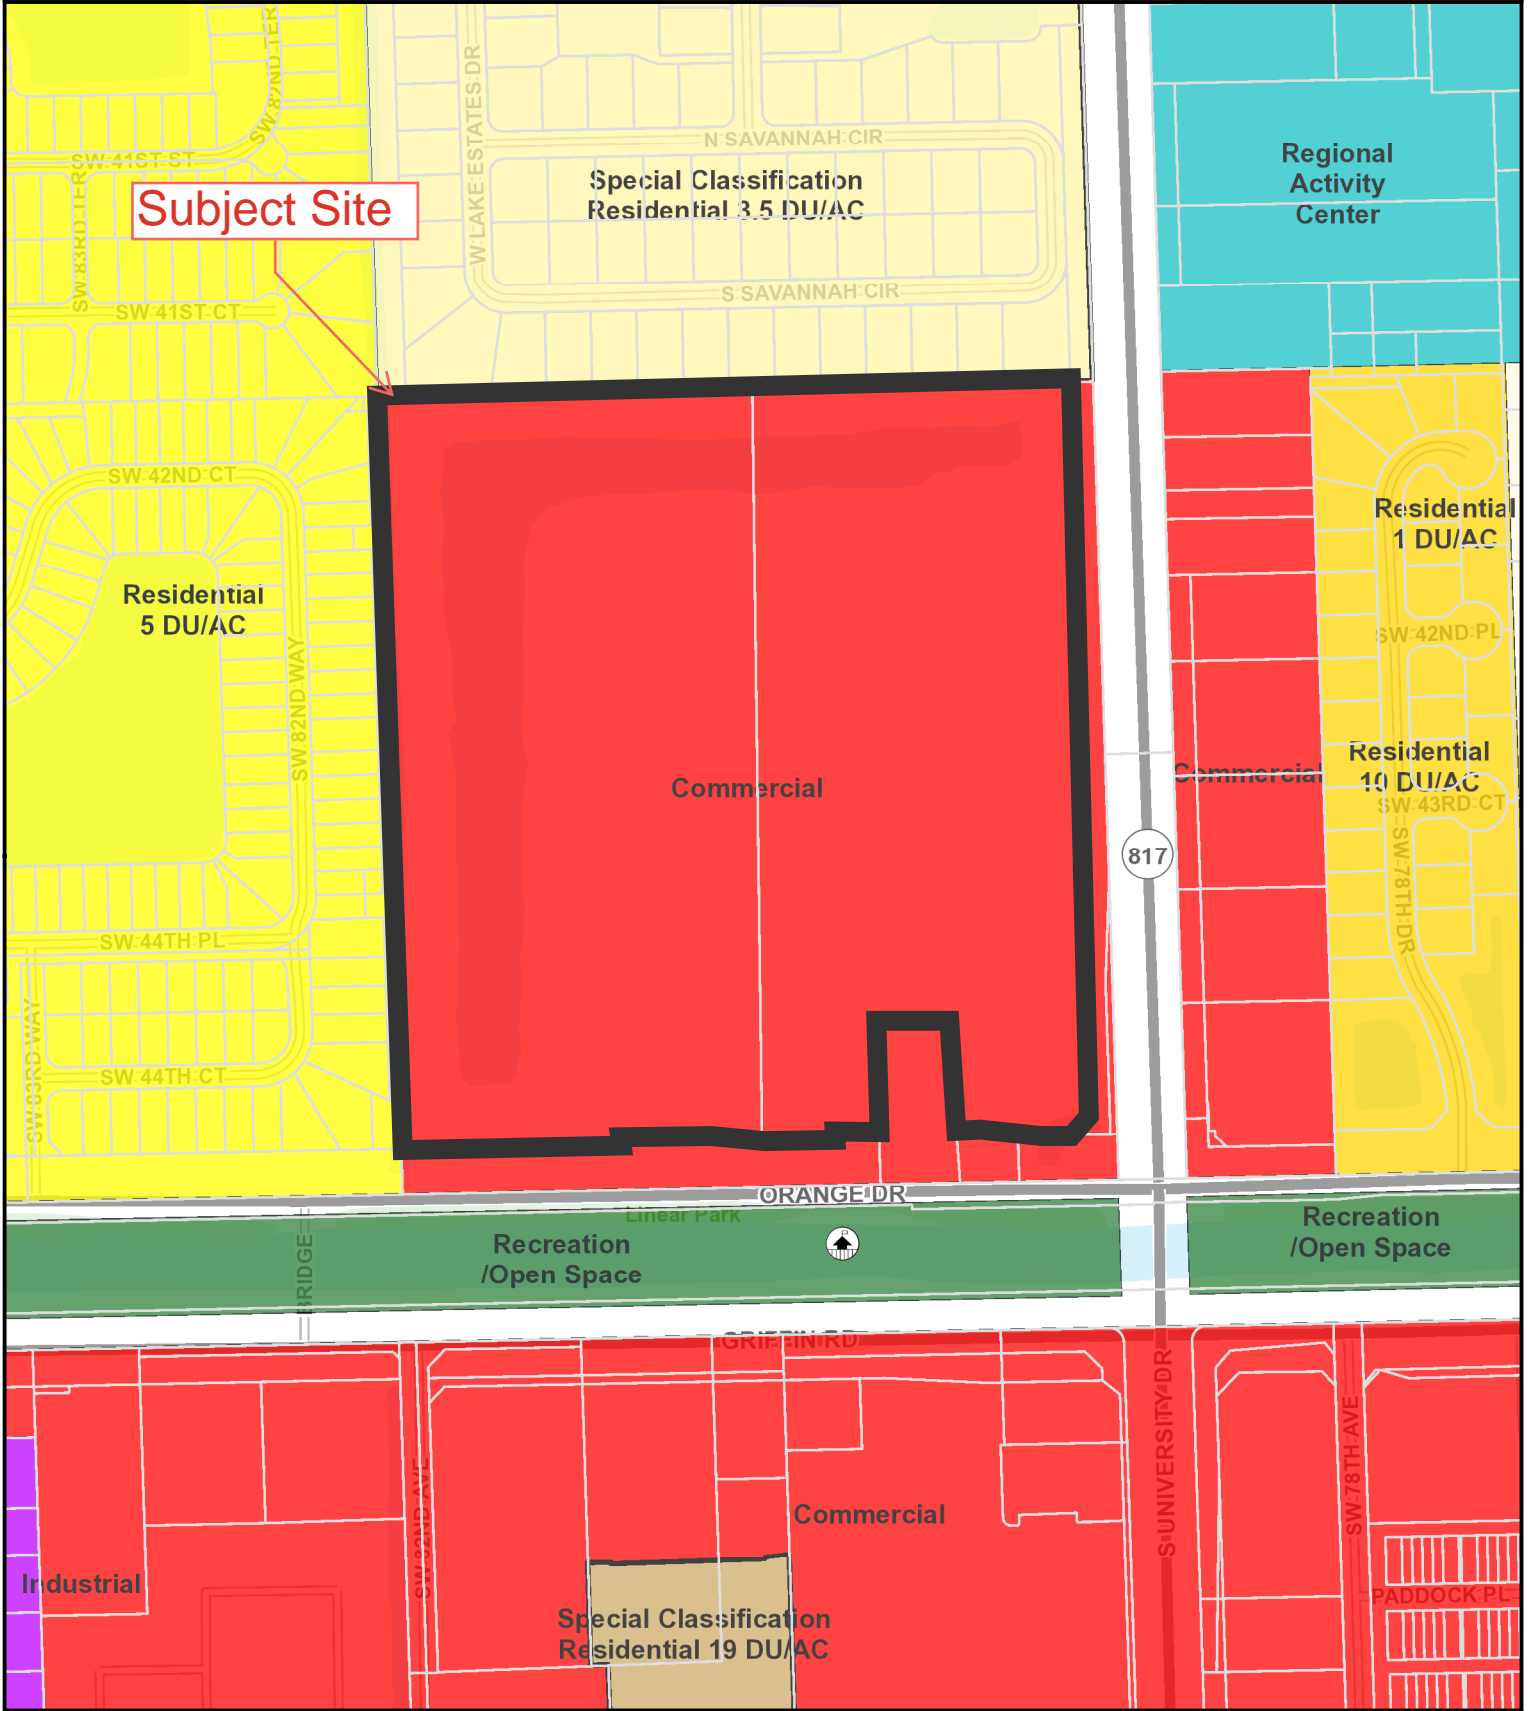 SW 82ND TER
W LAKE ESTATES DR
N SAVANNAH CIR
SW 41ST ST
Regional
Activity
Center
Special Classification
Residential 3.5 DU/AC
Subject Site
SW 83RD TER
S SAVANNAH CIR
SW 41ST CT
SW 42ND CT
Residential
1 DU/AC
Residential
5 DU/AC
SW 42ND PL
SW 82ND WAY
Residential
10 DU/AC
Commercial
Commercial
SW 43RD CT
817
SW 78TH DR
SW 44TH PL
SW 83RD WAY
SW 44TH CT
ORANGE DR
Linear Park
Recreation
/Open Space
Recreation
/Open Space
BRIDGE
GRIFFIN RD
S UNIVERSITY DR
SW 78TH AVE
SW 82ND AVE
Commercial
Industrial
PADDOCK PL
Special Classification
Residential 19 DU/AC